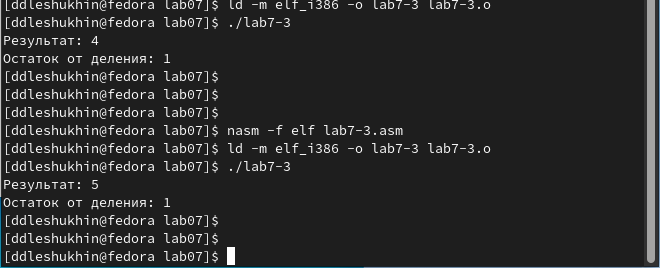 [ddleshukhin@fedora lab07]$ ld -m elf_i386 -o lab7-3 lab7-3.o
[ddleshukhin@fedora lab07]$ ./lab7-3
Результат: 4
Остаток от деления: 1
[ddleshukhin@fedora lab07]$
[ddleshukhin@fedora lab07]$
[ddleshukhin@fedora lab07]$
[ddleshukhin@fedora lab07]$ nasm -f elf lab7-3.asm
[ddleshukhin@fedora lab07]$ ld -m elf_i386 -o lab7-3 lab7-3.o
[ddleshukhin@fedora lab07]$ ./lab7-3
Результат: 5
Остаток от деления: 1
[ddleshukhin@fedora lab07]$
[ddleshukhin@fedora lab07]$
[ddleshukhin@fedora lab07]$